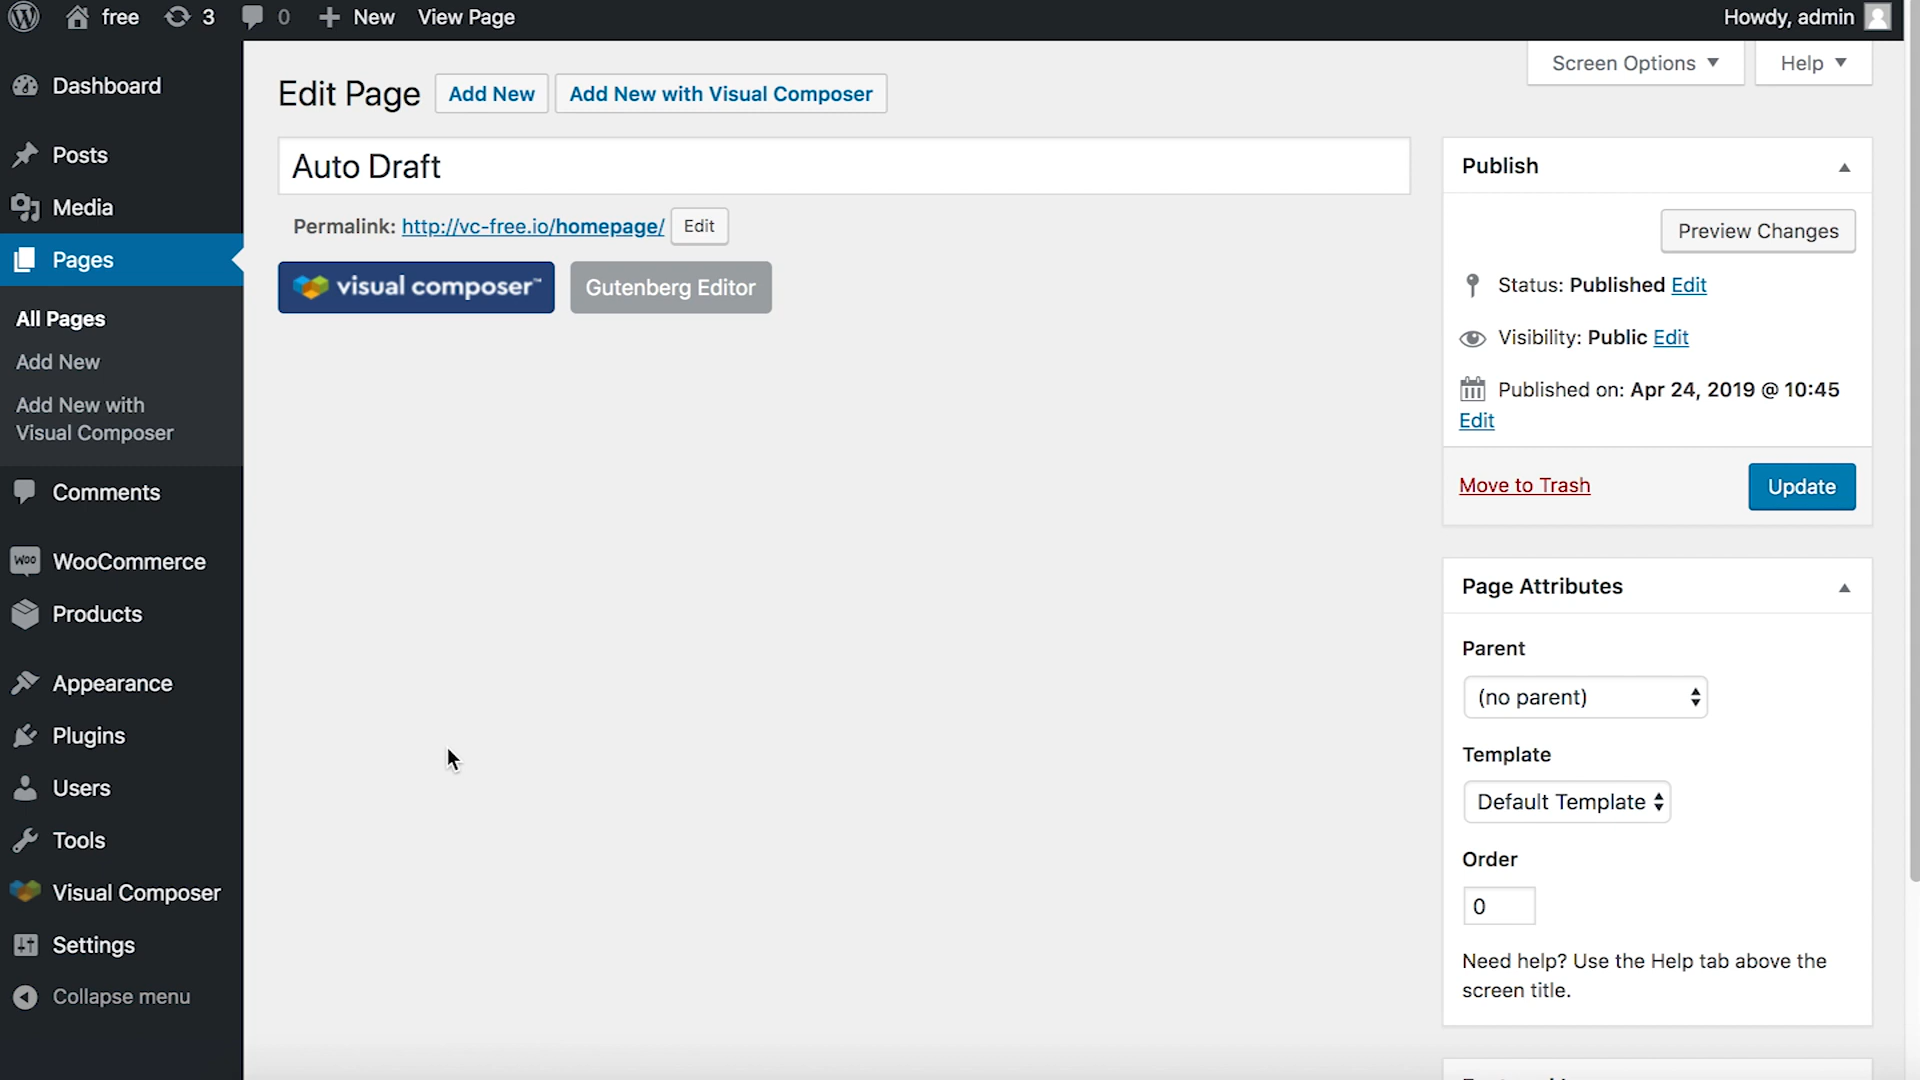 free
3
0
New
View Page
Howdy, admin
Screen Options
Help
Dashboard
Posts
Media
Pages
All Pages
Add New
Add New with
Visual Composer
Comments
WOO
WooCommerce
Products
Appearance
Plugins
Users
Tools
Visual Composer
Settings
Collapse menu
Edit Page
Add New
Add New with Visual Composer
Auto Draft
Permalink: http://vc-free.io/homepage/ Edit
visual composer™
Gutenberg Editor
Publish
Preview Changes
Status: Published Edit
Visibility: Public Edit
Published on: Apr 24, 2019 @ 10:45
Edit
Move to Trash
Update
Page Attributes
Parent
(no parent)
Template
Default Template
Order
0
Need help? Use the Help tab above the
screen title.